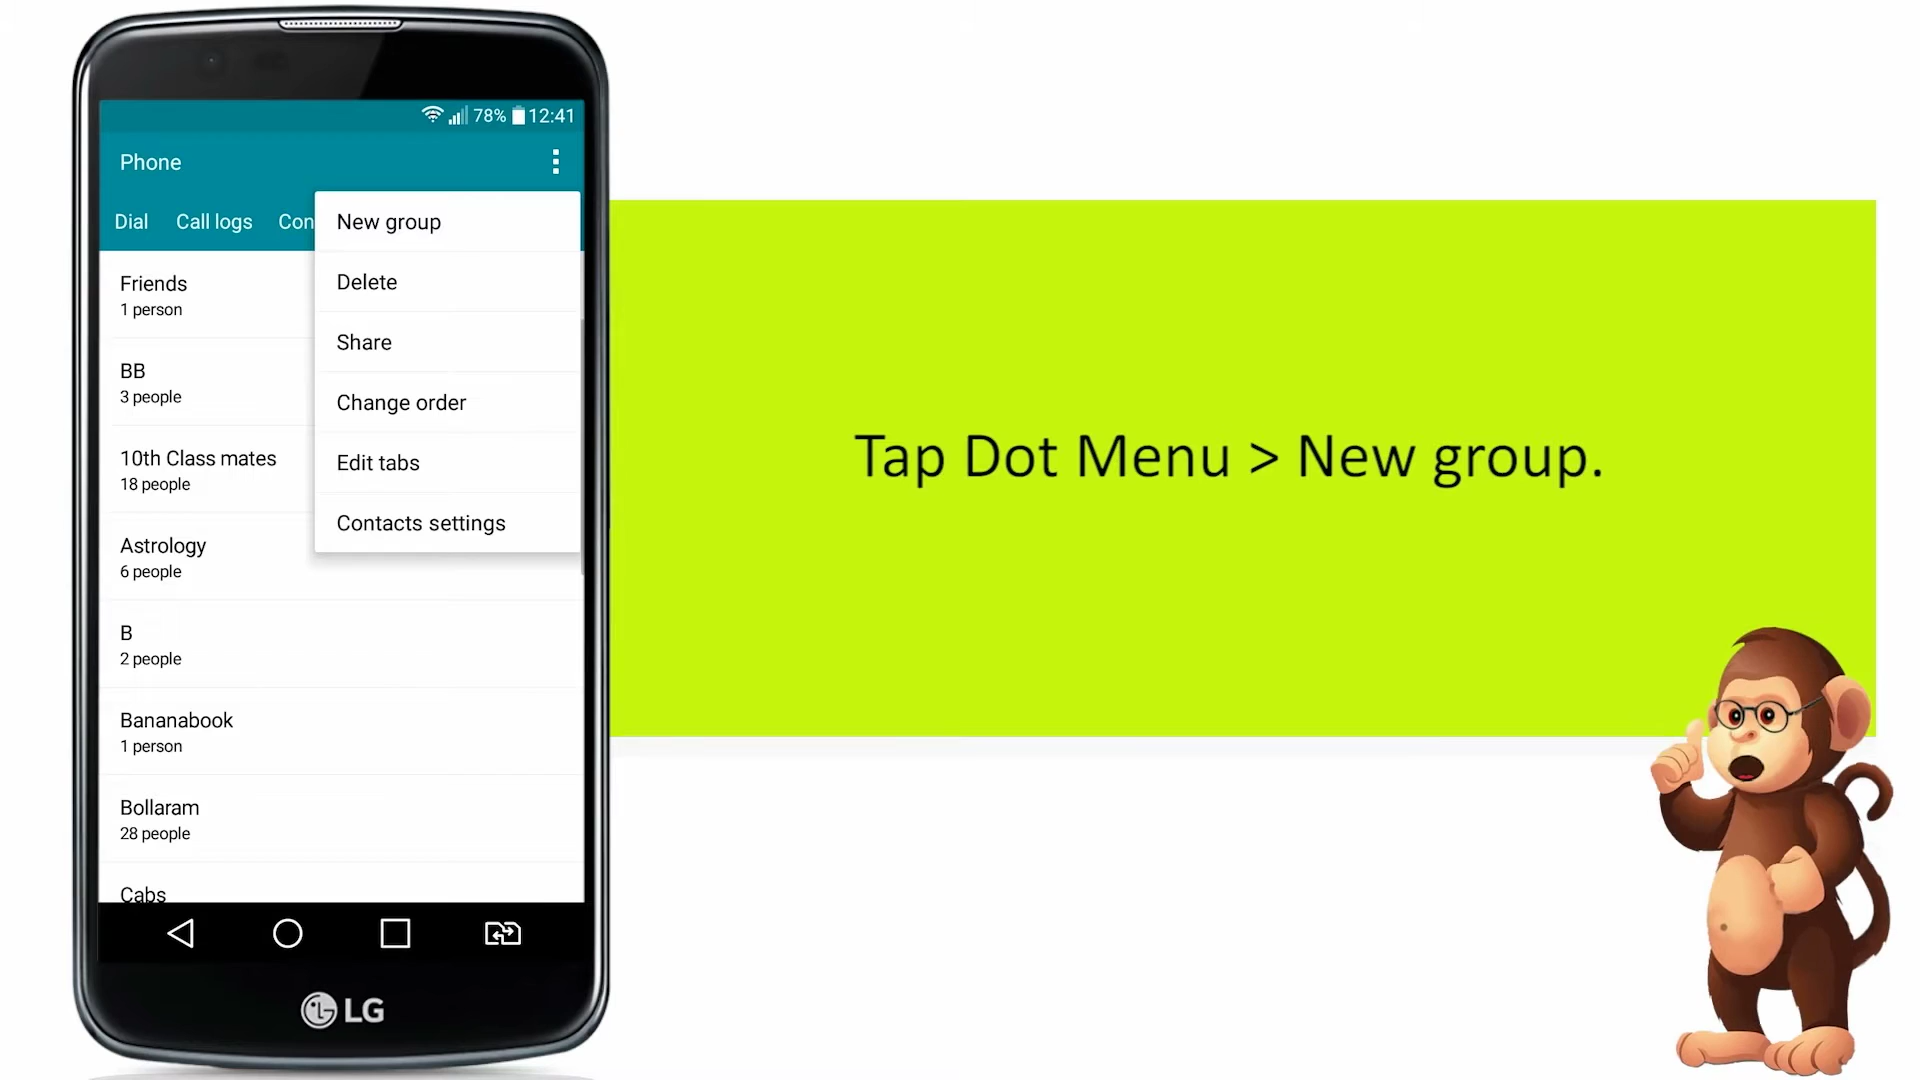 78% 12:41
Phone
Dial Call logs Con
New group
Delete
Share
Change order
Edit tabs
Contacts settings
Friends
1 person
BB
3 people
10th Class mates
18 people
Astrology
6 people
B
2 people
Bananabook
1 person
Bollaram
28 people
Cabs
LG
Tap Dot Menu > New group.